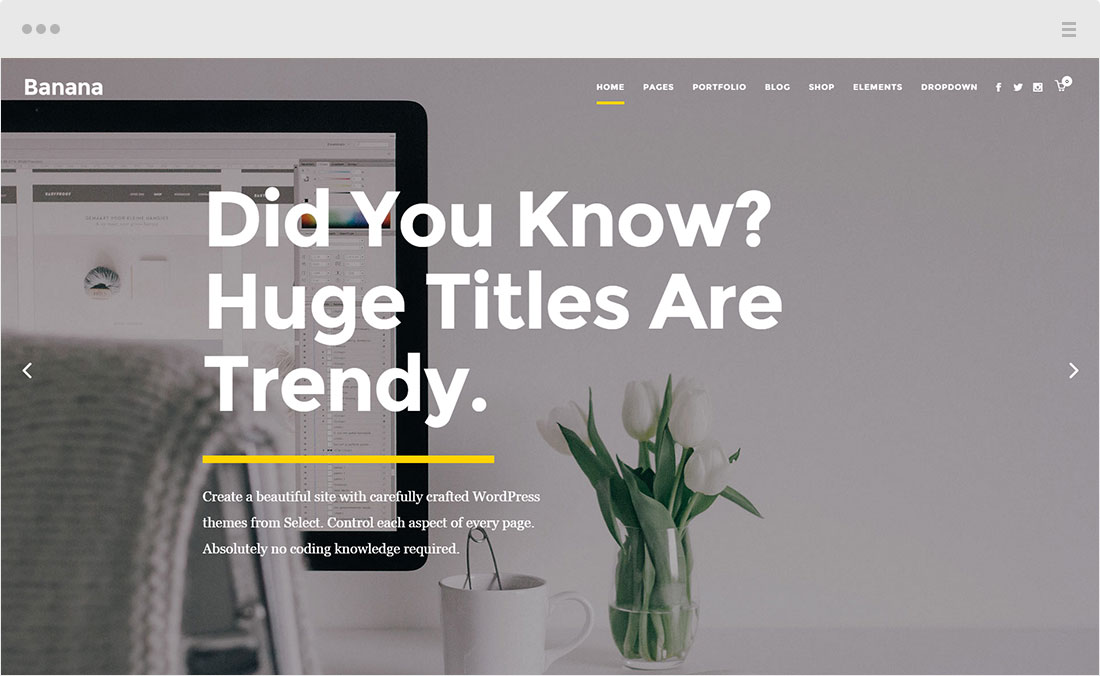 Banana
HOME PAGES PORTFOLIO BLOG SHOP ELEMENTS DROPDOWN
0
Did You Know?
Huge Titles Are
Trendy.
Create a beautiful site with carefully crafted WordPress
themes from Select. Control each aspect of every page.
Absolutely no coding knowledge required.